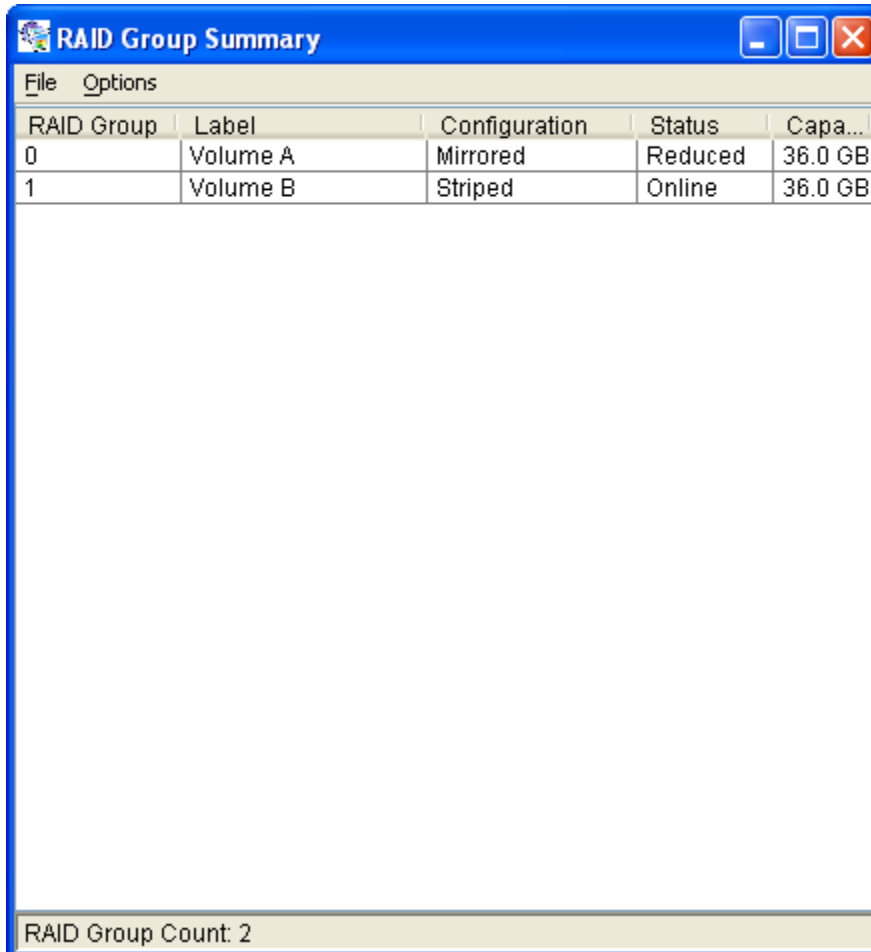 RAID Group Summary
File Options
RAID Group Label Configuration Status Capa...
0 Volume A Mirrored Reduced 36.0 GB
1 Volume B Striped Online 36.0 GB
RAID Group Count: 2